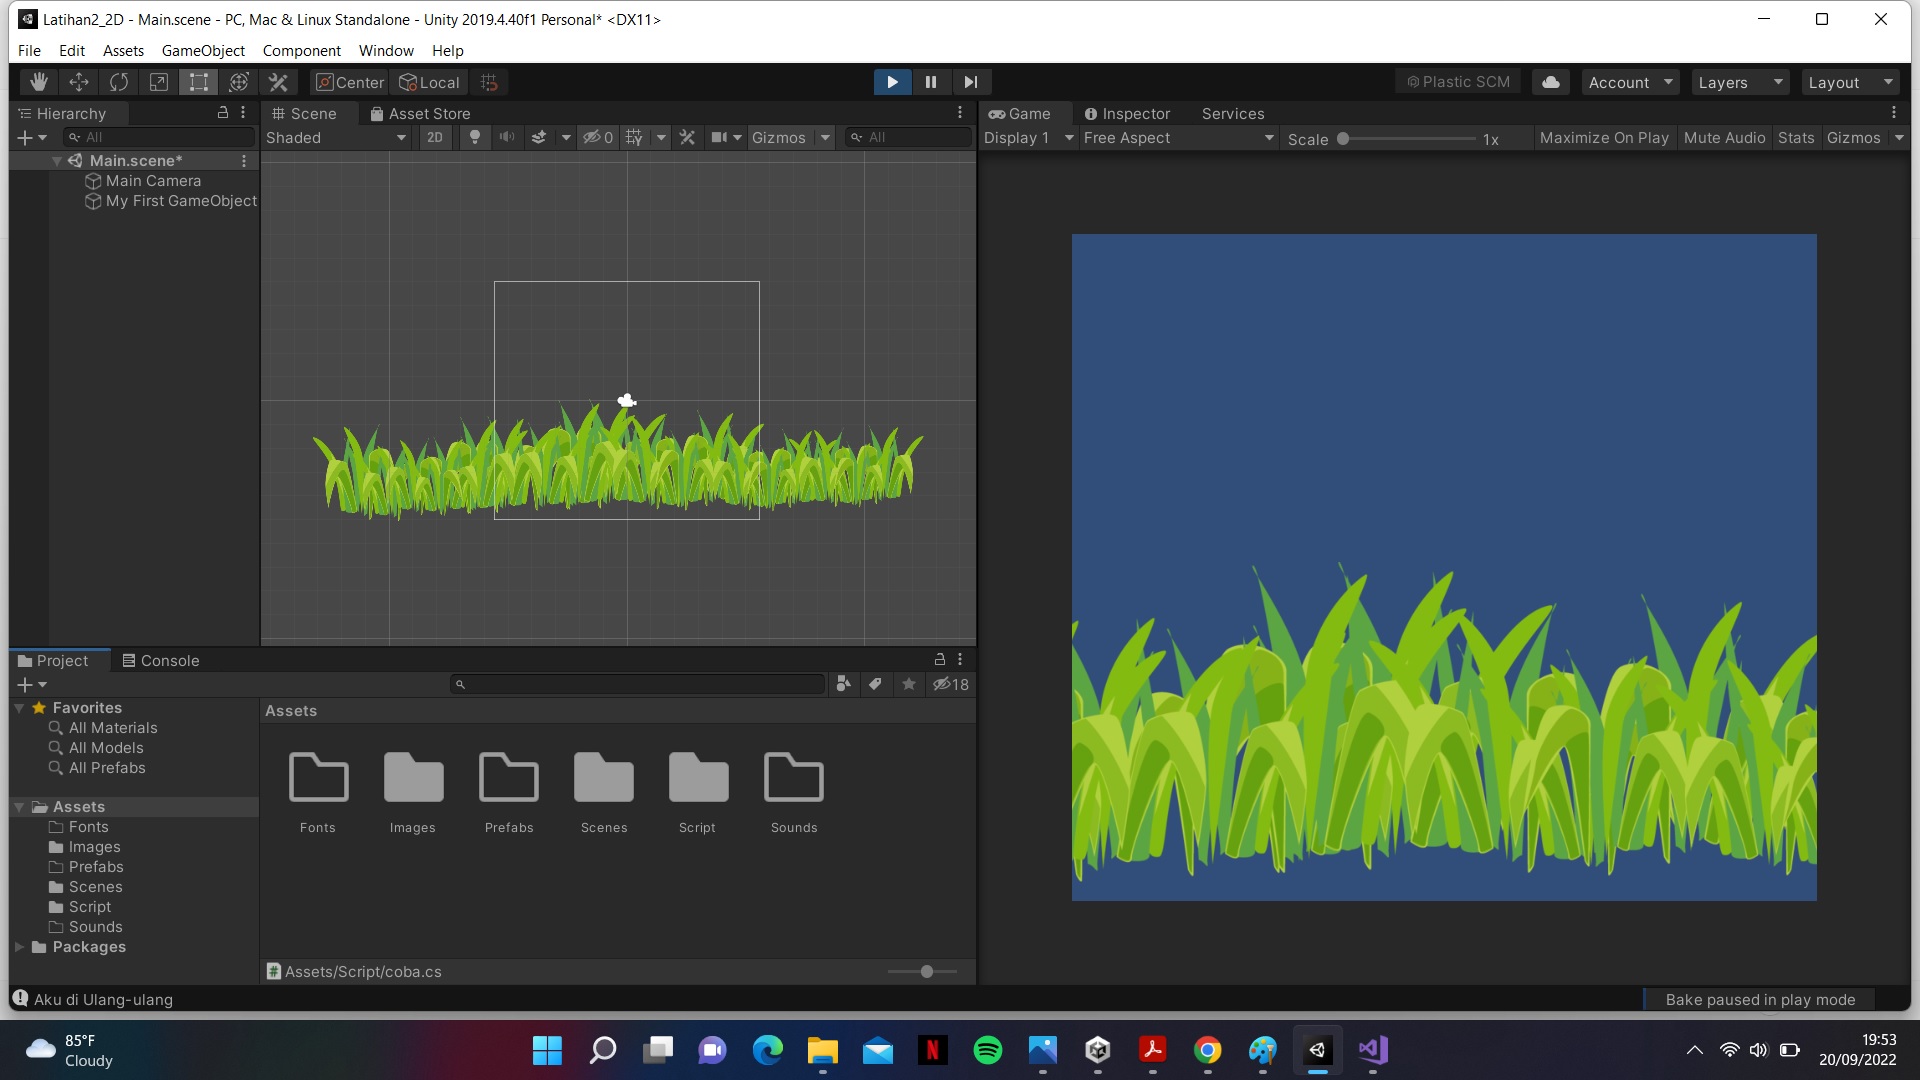 Latihan2_2D - Main.scene - PC, Mac & Linux Standalone - Unity 2019.4.40f1 Personal* <DX11>
File Edit Assets GameObject Component Window Help
Center Local Plastic SCM Account Layers Layout
Hierarchy
All
Main.scene*
Main Camera
My First GameObject
Scene Asset Store
Shaded 2D 0 Gizmos All
Game Inspector Services
Display 1 Free Aspect Scale 1x Maximize On Play Mute Audio Stats Gizmos
Project Console
18
Favorites
All Materials
All Models
All Prefabs
Assets
Fonts
Images
Prefabs
Scenes
Script
Sounds
Packages
Assets
Fonts Images Prefabs Scenes Script Sounds
Assets/Script/coba.cs
Aku di Ulang-ulang
Bake paused in play mode
85°F
Cloudy
19:53
20/09/2022